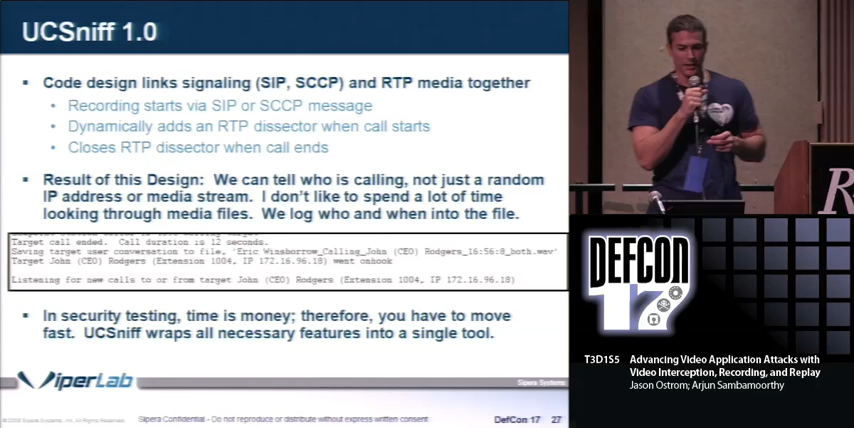 UCSniff 1.0
Code design links signaling (SIP, SCCP) and RTP media together
Recording starts via SIP or SCCP message
Dynamically adds an RTP dissector when call starts
Closes RTP dissector when call ends
Result of this Design: We can tell who is calling, not just a random
IP address or media stream. I don't like to spend a lot of time
looking through media files. We log who and when into the file.
Target call ended. Call duration is 12 seconds.
Saving target user conversation to file, 'Eric Winsborrow_Calling_John (CEO) Rodgers_16:56:8_both.wav'
Target John (CEO) Rodgers (Extension 1004, IP 172.16.96.18) went onhook
Listening for new calls to or from target John (CEO) Rodgers (Extension 1004, IP 172.16.96.18)
In security testing, time is money; therefore, you have to move
fast. UCSniff wraps all necessary features into a single tool.
ViperLab
Sipera Systems
Sipera Confidential - Do not reproduce or distribute without express written consent
DefCon 17 27
R
DEFCON
17
T3D1S5 Advancing Video Application Attacks with
Video Interception, Recording, and Replay
Jason Ostrom; Arjun Sambamoorthy